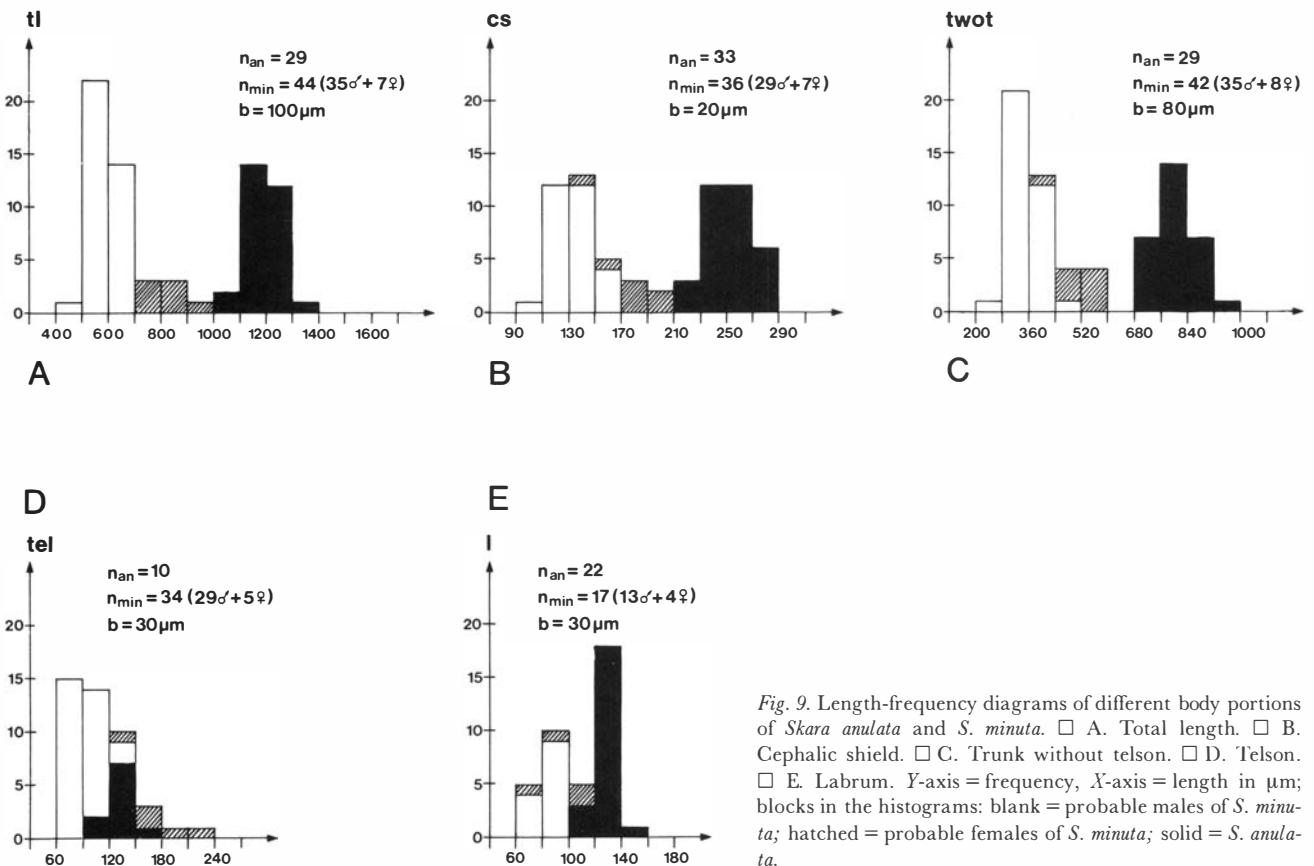 tl
n_an = 29
n_min = 44 (35♂ + 7♀)
b = 100µm
20
15
10
5
0
400 600 800 1000 1200 1400 1600
A
cs
n_an = 33
n_min = 36 (29♂ + 7♀)
b = 20µm
20
15
10
5
0
90 130 170 210 250 290
B
twot
n_an = 29
n_min = 42 (35♂ + 8♀)
b = 80µm
20
15
10
5
0
200 360 520 680 840 1000
C
D
tel
n_an = 10
n_min = 34 (29♂ + 5♀)
b = 30µm
20
15
10
5
0
60 120 180 240
E
l
n_an = 22
n_min = 17 (13♂ + 4♀)
b = 30µm
20
15
10
5
0
60 100 140 180
Fig. 9. Length-frequency diagrams of different body portions
of Skara anulata and S. minuta. □ A. Total length. □ B.
Cephalic shield. □ C. Trunk without telson. □ D. Telson.
□ E. Labrum. Y-axis = frequency, X-axis = length in µm;
blocks in the histograms: blank = probable males of S. minu-
ta; hatched = probable females of S. minuta; solid = S. anula-
ta.